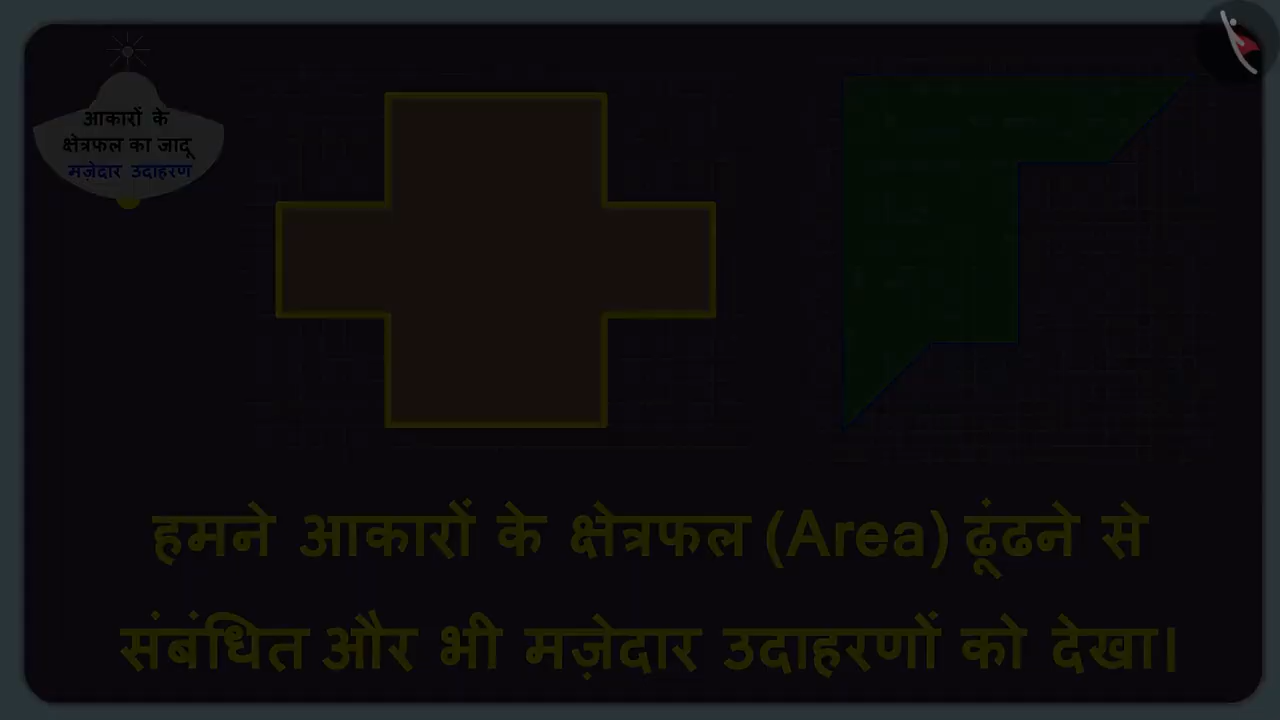 आकारों के
क्षेत्रफल का जादू
मज़ेदार उदाहरण
हमने आकारों के क्षेत्रफल (Area) ढूंढने से
संबंधित और भी मज़ेदार उदाहरणों को देखा।